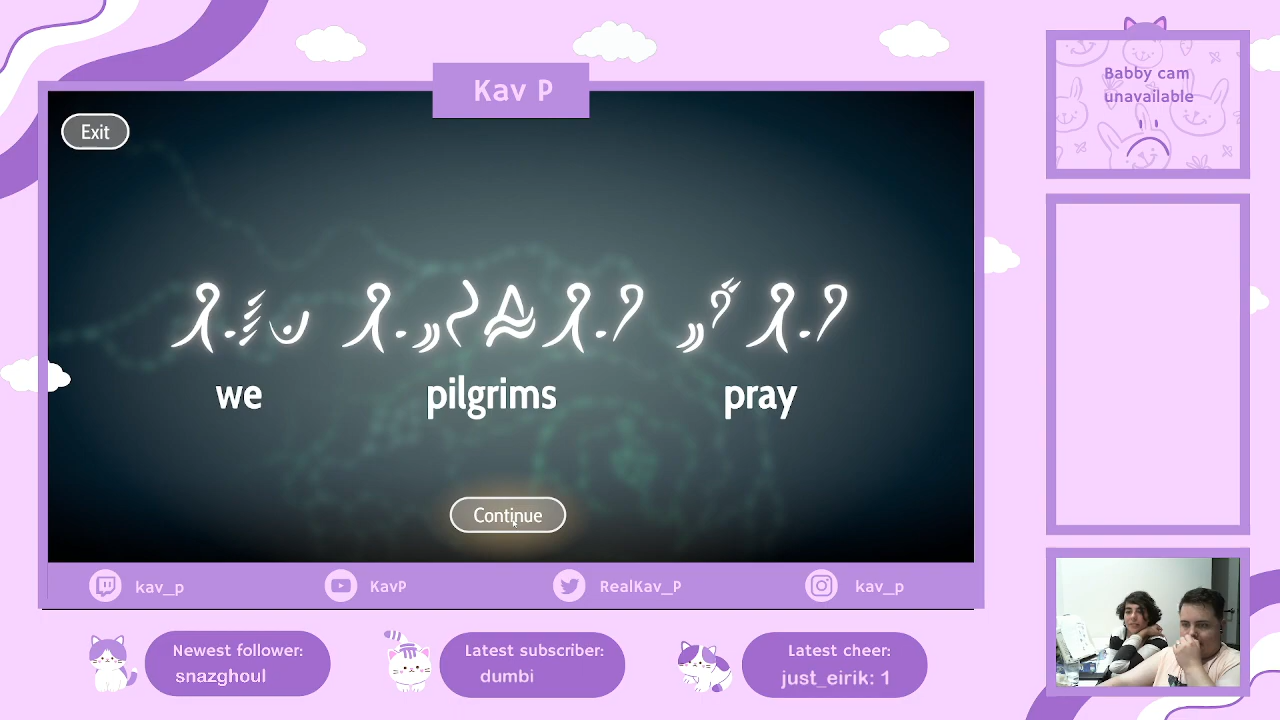 Kav P
Babby cam
unavailable
Exit
we pilgrims pray
Continue
kav_p KavP RealKav_P kav_p
Newest follower:
snazghoul
Latest subscriber:
dumbi
Latest cheer:
just_eirik: 1